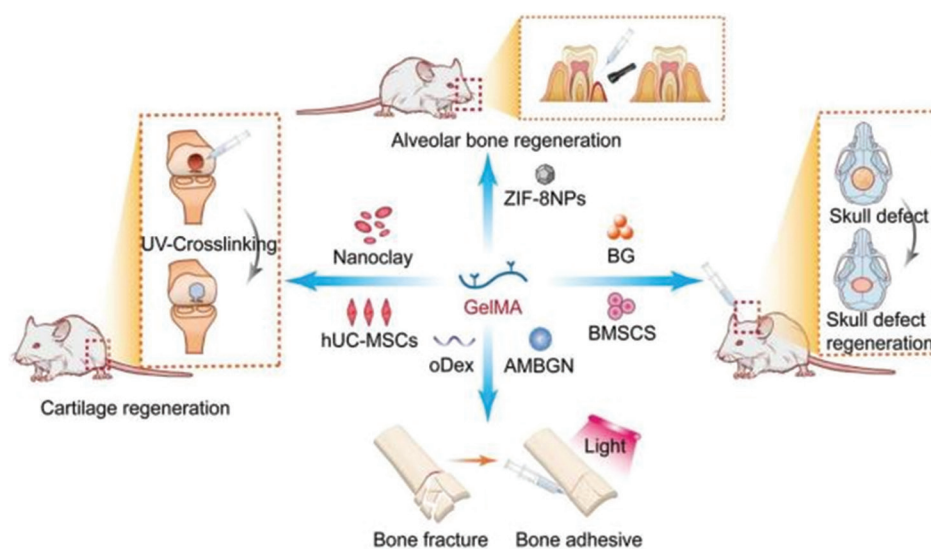 Alveolar bone regeneration
ZIF-8NPs
UV-Crosslinking
Nanoclay
hUC-MSCs
Cartilage regeneration
GelMA
BG
BMSCS
Skull defect
Skull defect
regeneration
oDex
AMBGN
Light
Bone fracture
Bone adhesive